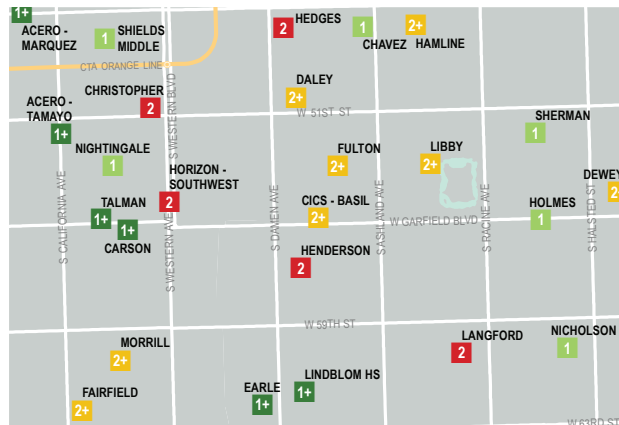 1+
ACERO -
MARQUEZ
1
SHIELDS
MIDDLE
2
HEDGES
1
CHAVEZ
2+
HAMLINE
CTA ORANGE LINE
CHRISTOPHER
2
S WESTERN BLVD
DALEY
2+
W 51ST ST
ACERO -
TAMAYO
1+
SHERMAN
1
NIGHTINGALE
1
HORIZON -
SOUTHWEST
2
FULTON
2+
LIBBY
2+
DEWEY
2+
TALMAN
1+
CARSON
1+
CICS - BASIL
2+
W GARFIELD BLVD
HOLMES
1
S CALIFORNIA AVE
S WESTERN AVE
S DAMEN AVE
S ASHLAND AVE
S RACINE AVE
S HALSTED ST
HENDERSON
2
W 59TH ST
MORRILL
2+
LANGFORD
2
NICHOLSON
1
FAIRFIELD
2+
EARLE
1+
LINDBLOM HS
1+
W 63RD ST